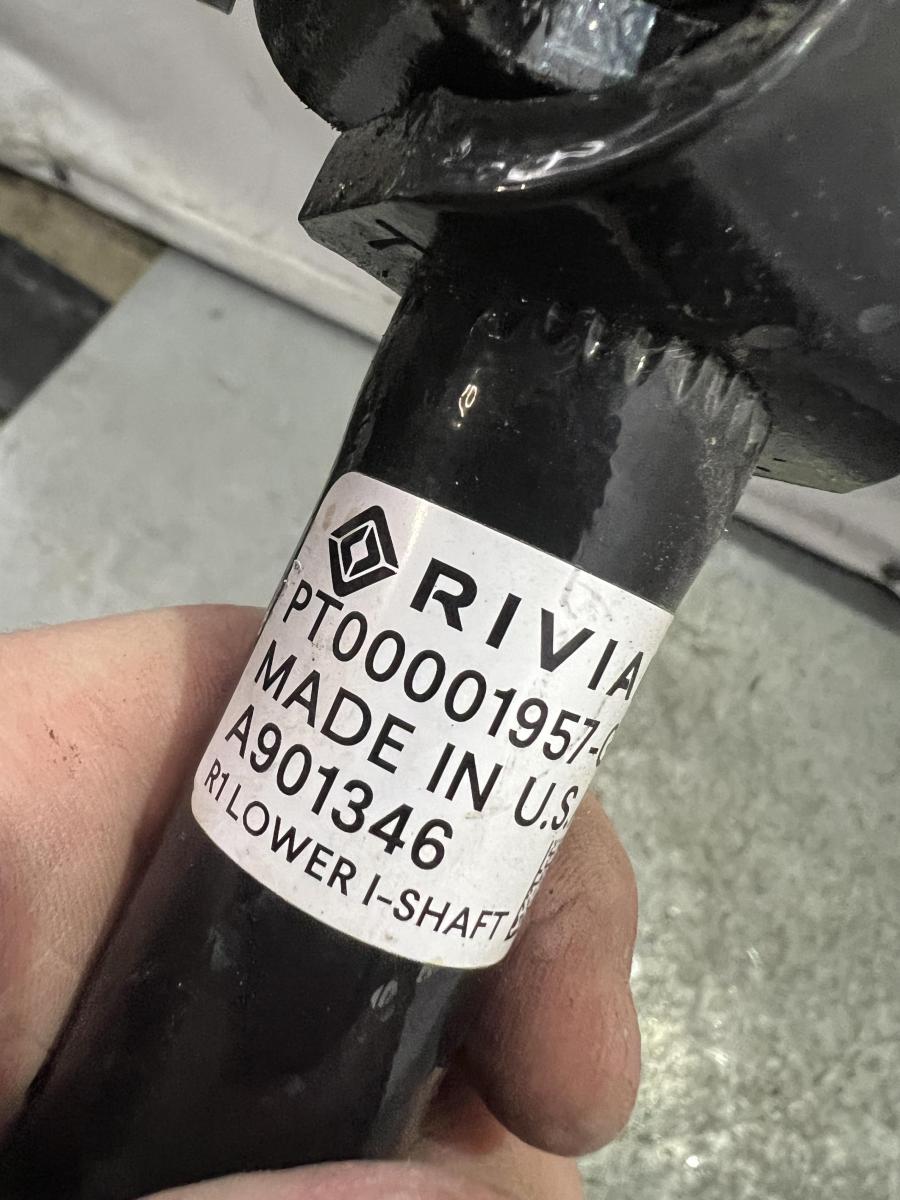 RIVIA
PT00001957-
MADE IN U.S.
A901346
R1 LOWER I-SHAFT